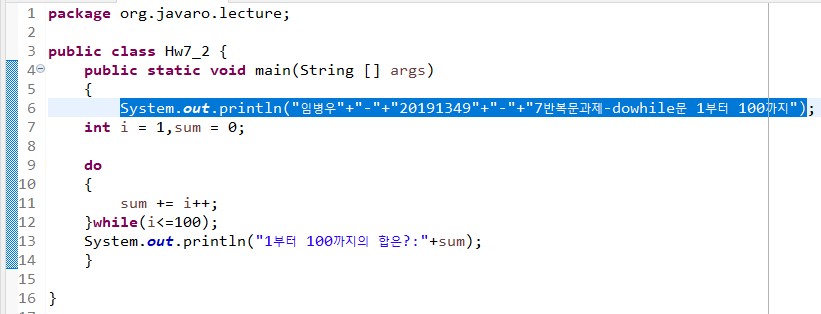 1 package org.javaro.lecture;
2
3 public class Hw7_2 {
4 public static void main(String [] args)
5 {
6 System.out.println("임병우"+"-"+"20191349"+"-"+"7반복문과제-dowhile문 1부터 100까지");
7 int i = 1,sum = 0;
8
9 do
10 {
11 sum += i++;
12 }while(i<=100);
13 System.out.println("1부터 100까지의 합은?:"+sum);
14 }
15
16 }